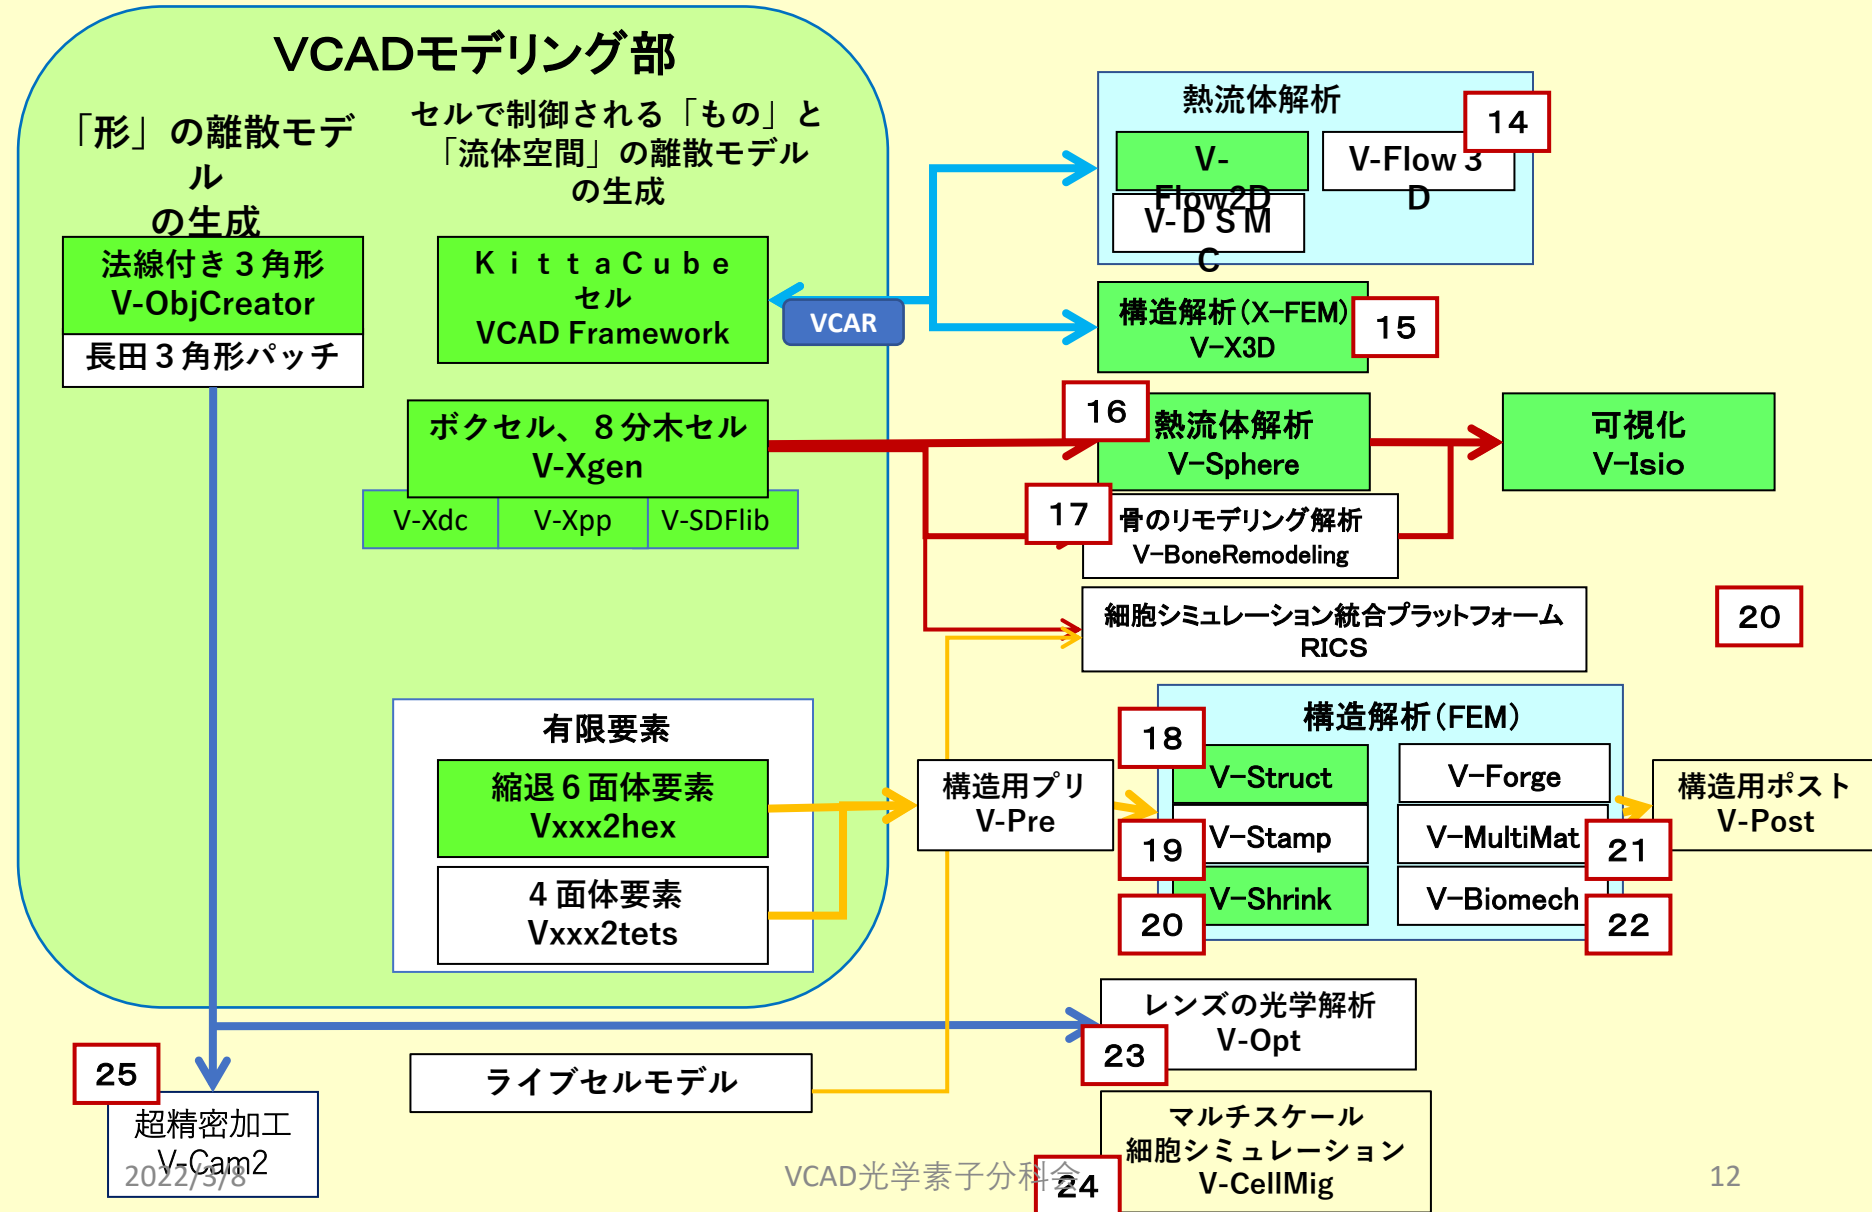 VCADモデリング部
「形」の離散モデ
ル
の生成
セルで制御される「もの」と
「流体空間」の離散モデル
の生成
法線付き３角形
V-ObjCreator
長田３角形パッチ
ＫｉｔｔａＣｕｂｅ
セル
VCAD Framework
VCAR
ボクセル、８分木セル
V-Xgen
V-Xdc
V-Xpp
V-SDFlib
有限要素
縮退６面体要素
Vxxx2hex
４面体要素
Vxxx2tets
ライブセルモデル
熱流体解析
14
V-
Flow2D
V-Flow３
D
V-ＤＳＭ
C
構造解析（X-FEM）
V-X3D
15
16
熱流体解析
V-Sphere
可視化
V-Isio
17
骨のリモデリング解析
V-BoneRemodeling
細胞シミュレーション統合プラットフォーム
RICS
20
構造用プリ
V-Pre
構造解析（FEM）
18
V-Struct
V-Forge
19
V-Stamp
V-MultiMat
21
20
V-Shrink
V-Biomech
22
構造用ポスト
V-Post
レンズの光学解析
V-Opt
23
マルチスケール
細胞シミュレーション
V-CellMig
24
25
超精密加工
V-Cam2
2022/3/8
VCAD光学素子分科会
12